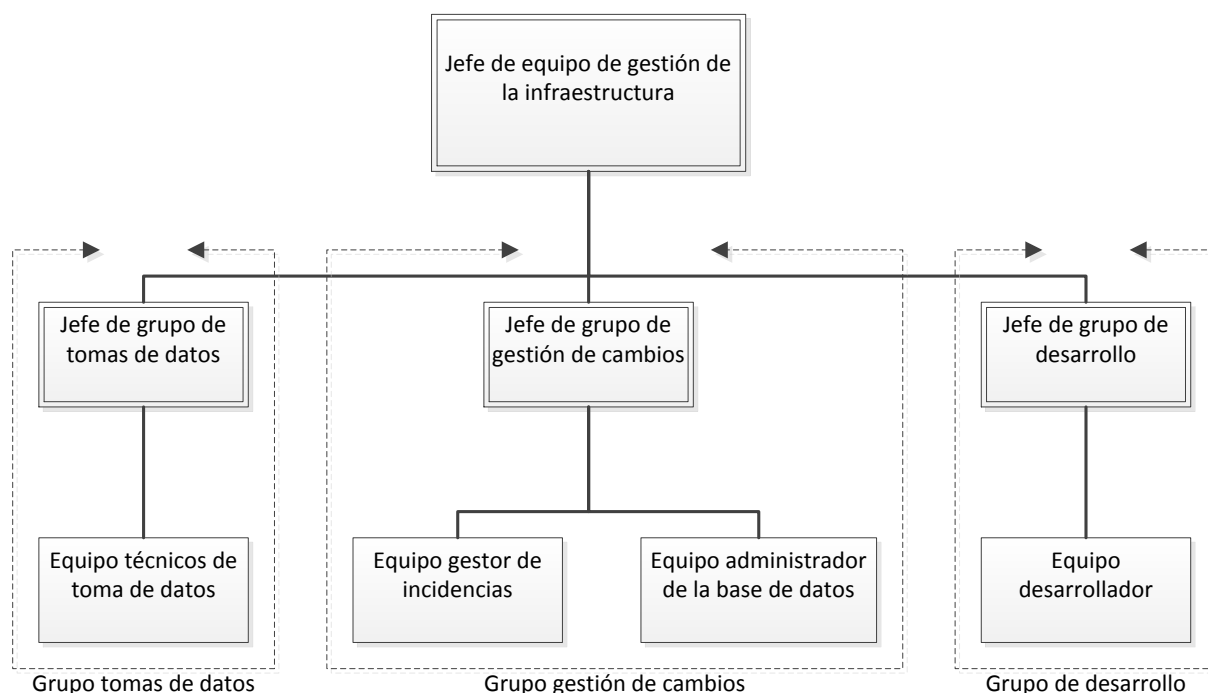 Jefe de equipo de gestión de
la infraestructura
Jefe de grupo de
tomas de datos
Jefe de grupo de
gestión de cambios
Jefe de grupo de
desarrollo
Equipo técnicos de
toma de datos
Equipo gestor de
incidencias
Equipo administrador
de la base de datos
Equipo
desarrollador
Grupo tomas de datos
Grupo gestión de cambios
Grupo de desarrollo